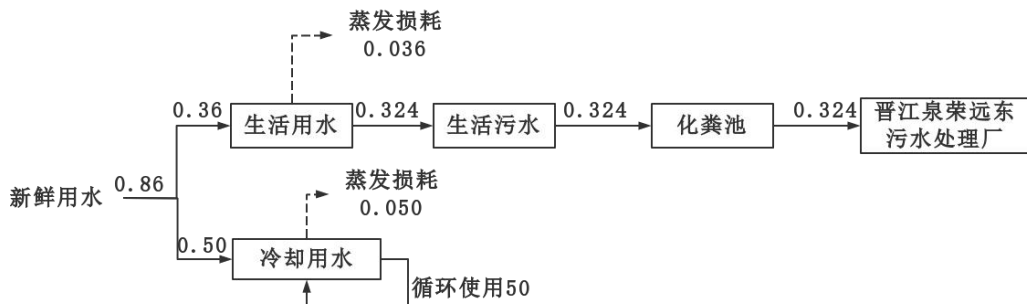 蒸发损耗
0.036
0.36
生活用水
0.324
生活污水
0.324
化粪池
0.324
晋江泉荣远东
污水处理厂
新鲜用水
0.86
蒸发损耗
0.050
0.50
冷却用水
循环使用50